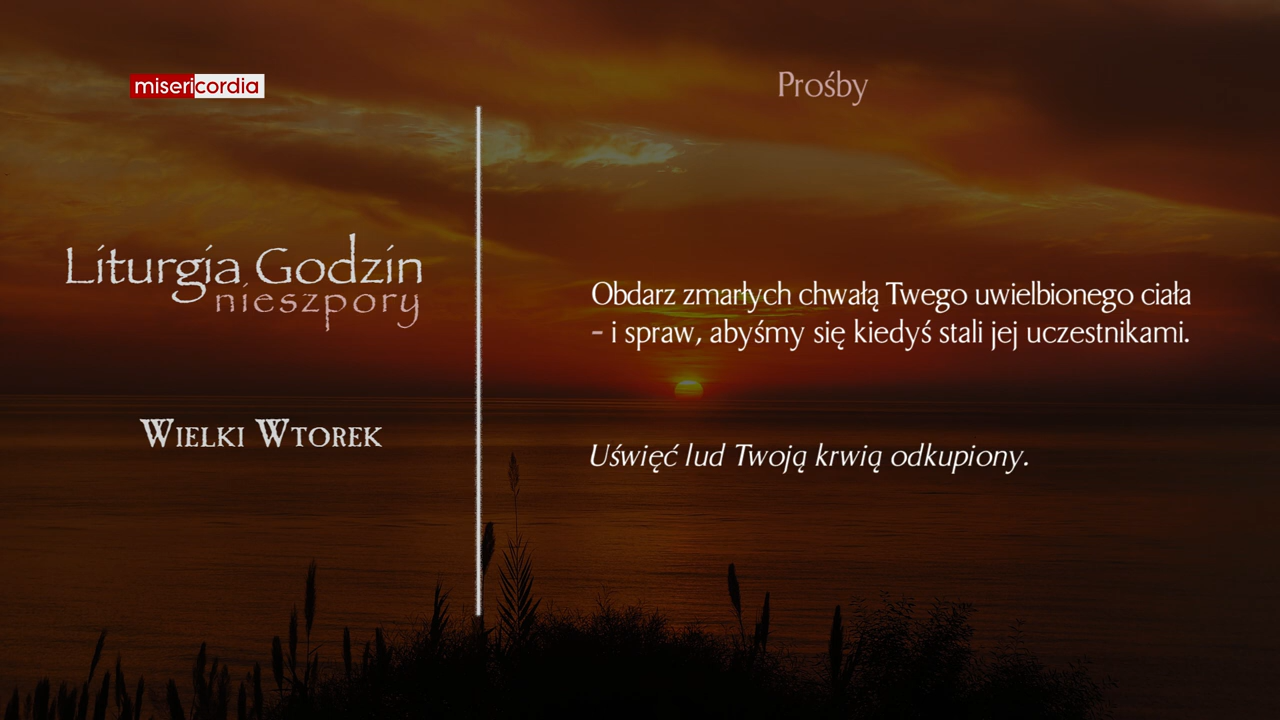 misericordia
Liturgia Godzin
nieszpory
Wielki Wtorek
Prośby
Obdarz zmarłych chwałą Twego uwielbionego ciała
- i spraw, abyśmy się kiedyś stali jej uczestnikami.
Uświęć lud Twoją krwią odkupiony.